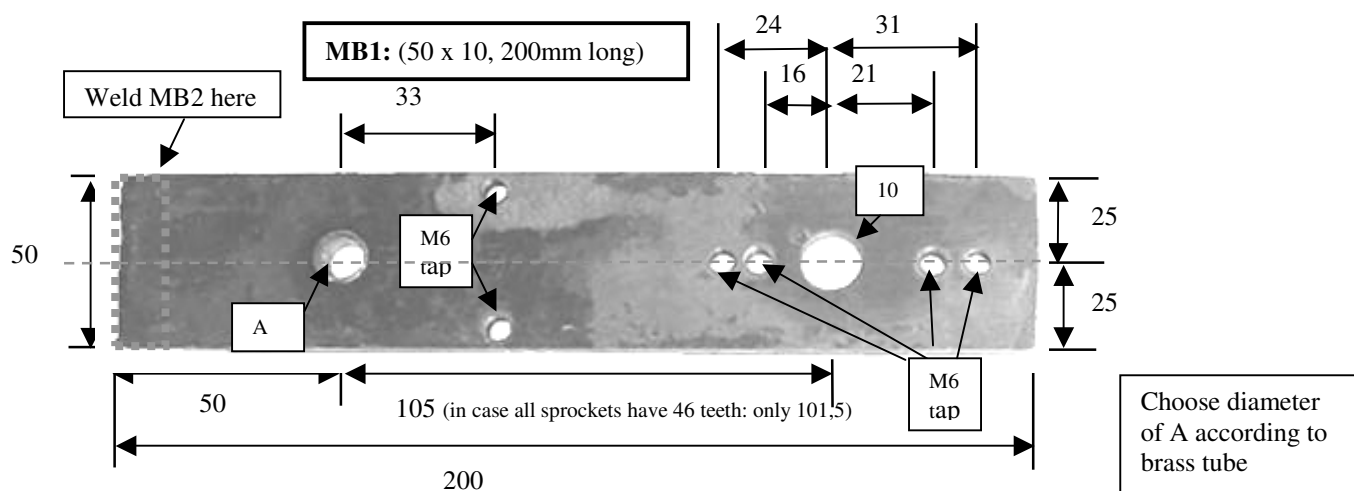 24
31
MB1: (50 x 10, 200mm long)
16
21
Weld MB2 here
33
10
25
50
M6
tap
25
A
M6
tap
50
105 (in case all sprockets have 46 teeth: only 101,5)
Choose diameter
of A according to
brass tube
200